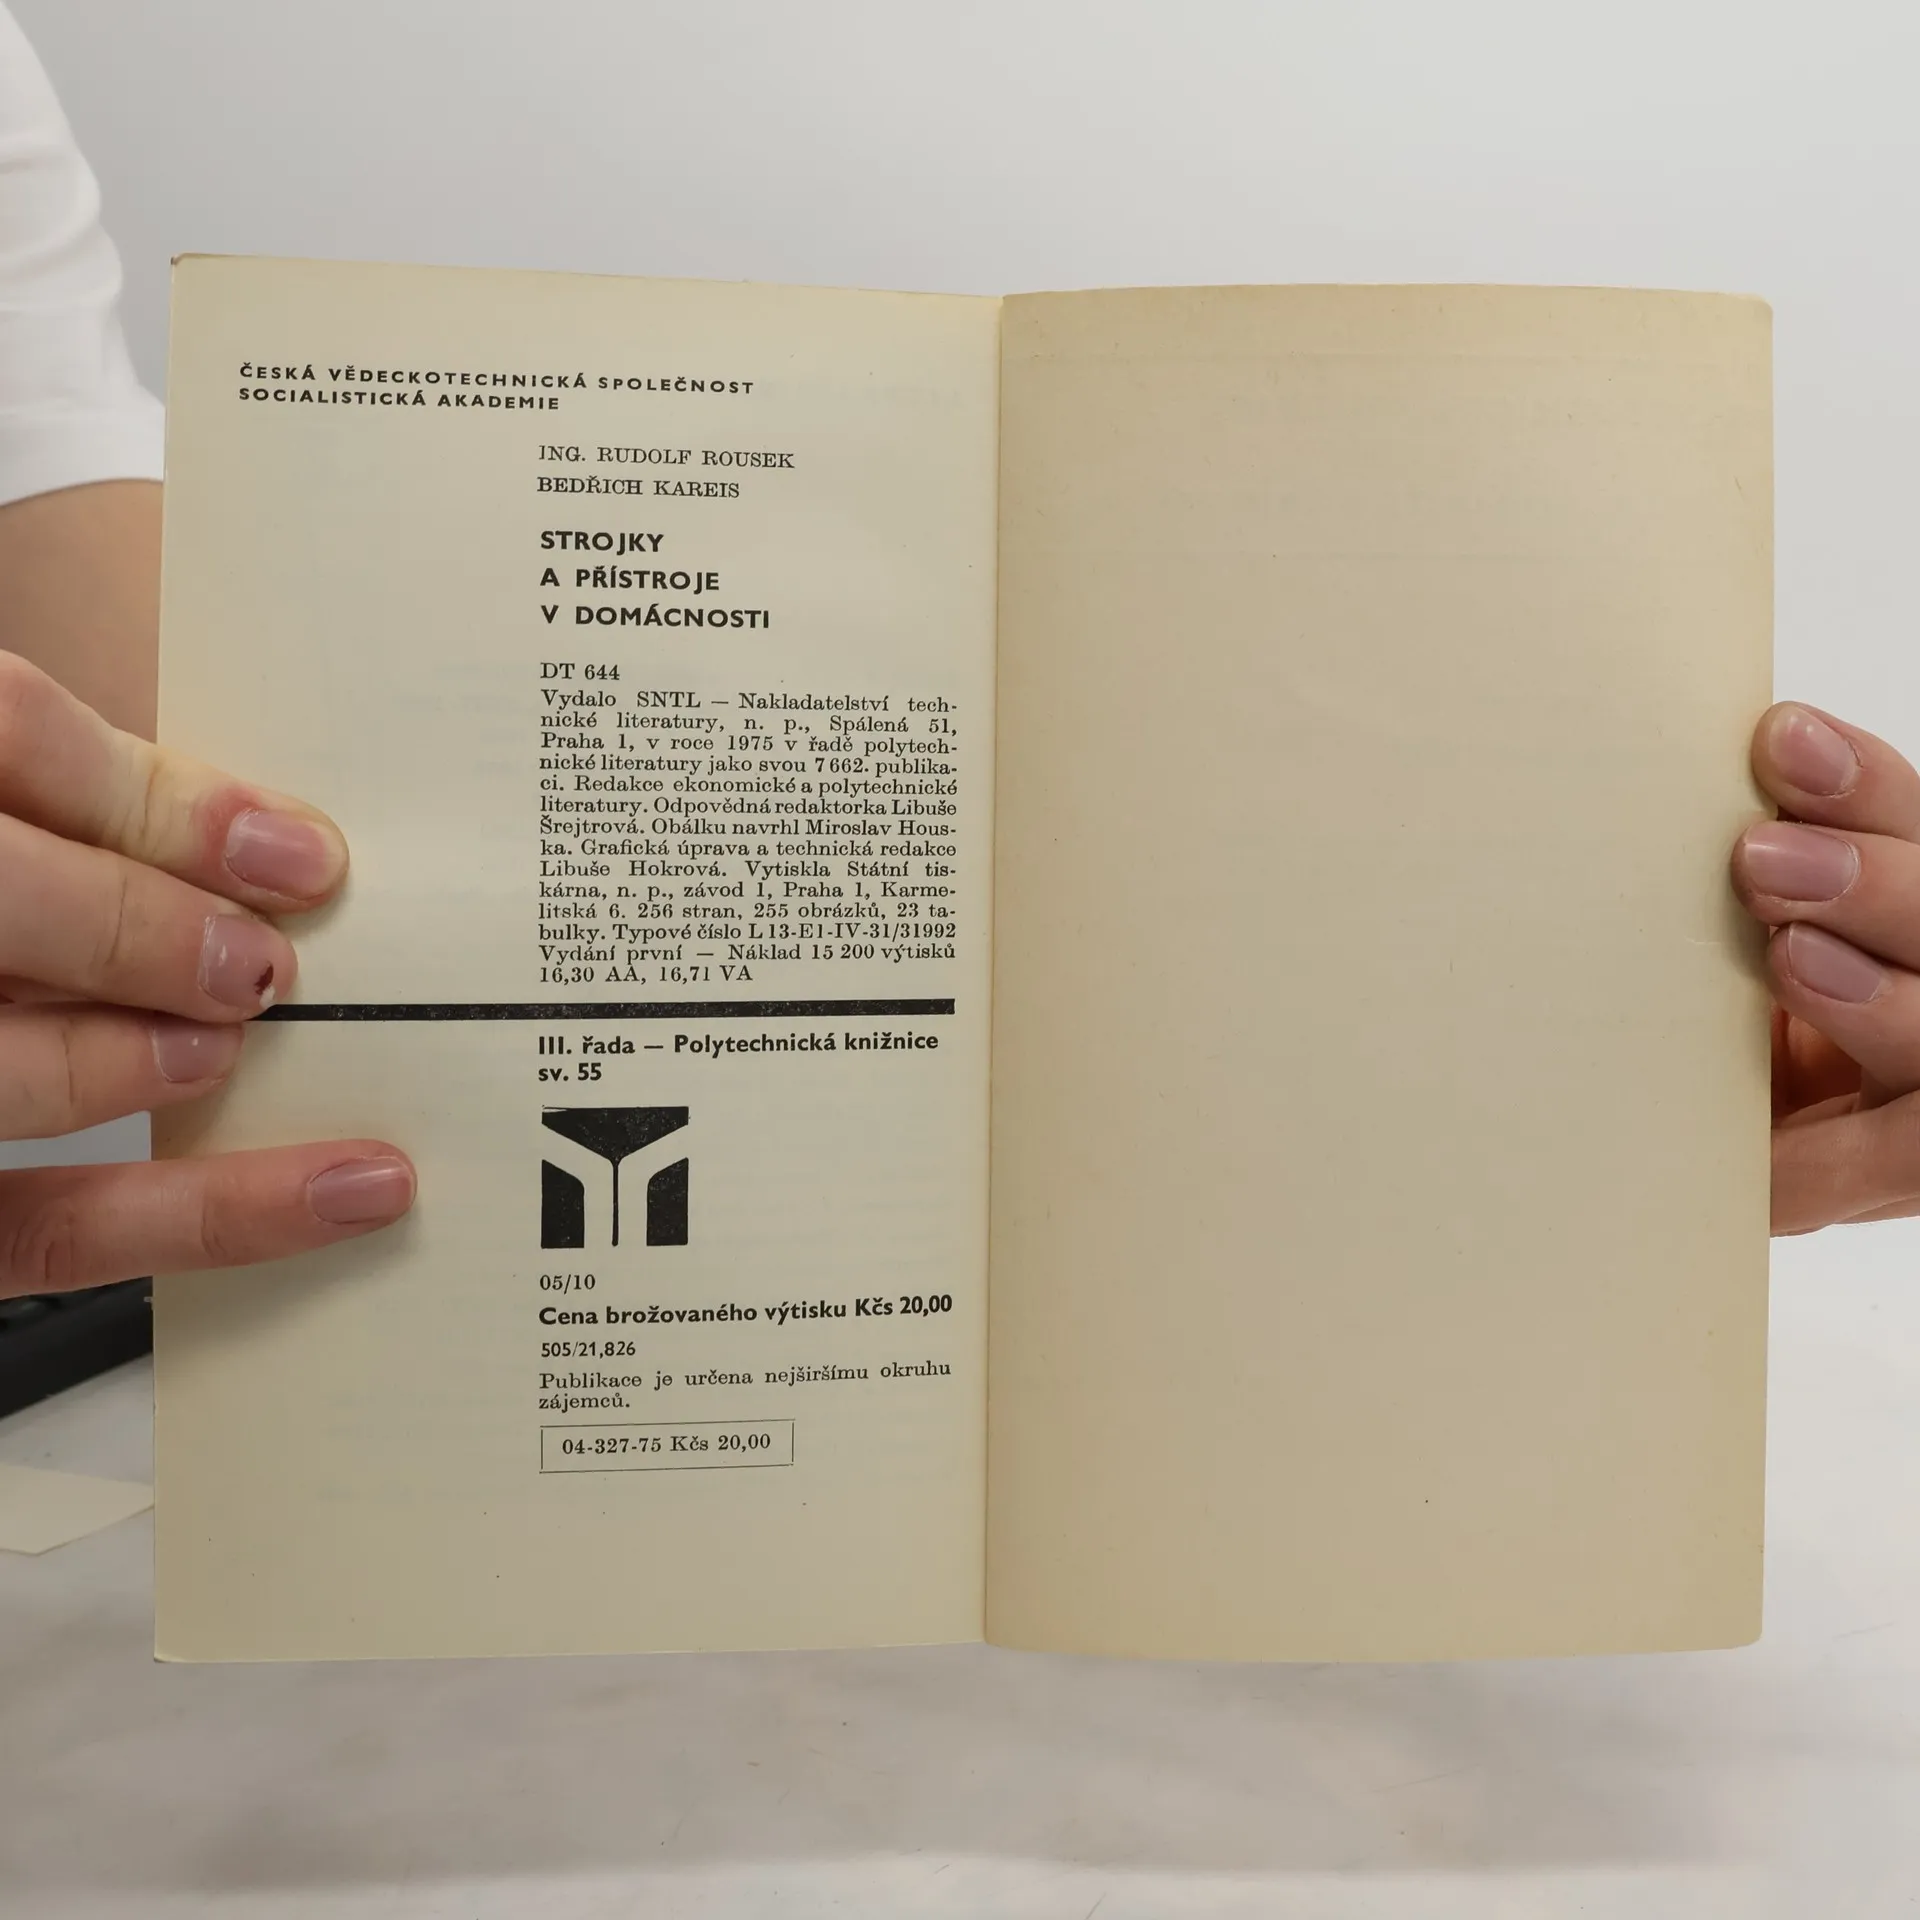 ČESKÁ VĚDECKOTECHNICKÁ SPOLEČNOST
SOCIALISTICKÁ AKADEMIE
ING. RUDOLF ROUSEK
BEDŘICH KAREIS
STROJKY
A PŘÍSTROJE
V DOMÁCNOSTI
DT 644
Vydalo SNTL — Nakladatelství tech-
nické literatury, n. p., Spálená 51,
Praha 1, v roce 1975 v řadě polytech-
nické literatury jako svou 7 662. publika-
ci. Redakce ekonomické a polytechnické
literatury. Odpovědná redaktorka Libuše
Šrejtrová. Obálku navrhl Miroslav Hous-
ka. Grafická úprava a technická redakce
Libuše Hokrová. Vytiskla Státní tis-
kárna, n. p., závod 1, Praha 1, Karme-
litská 6. 256 stran, 255 obrázků, 23 ta-
bulky. Typové číslo L 13-E1-IV-31/31992
Vydání první — Náklad 15 200 výtisků
16,30 AA, 16,71 VA
III. řada — Polytechnická knižnice
sv. 55
05/10
Cena brožovaného výtisku Kčs 20,00
505/21,826
Publikace je určena nejširšímu okruhu
zájemců.
04-327-75 Kčs 20,00